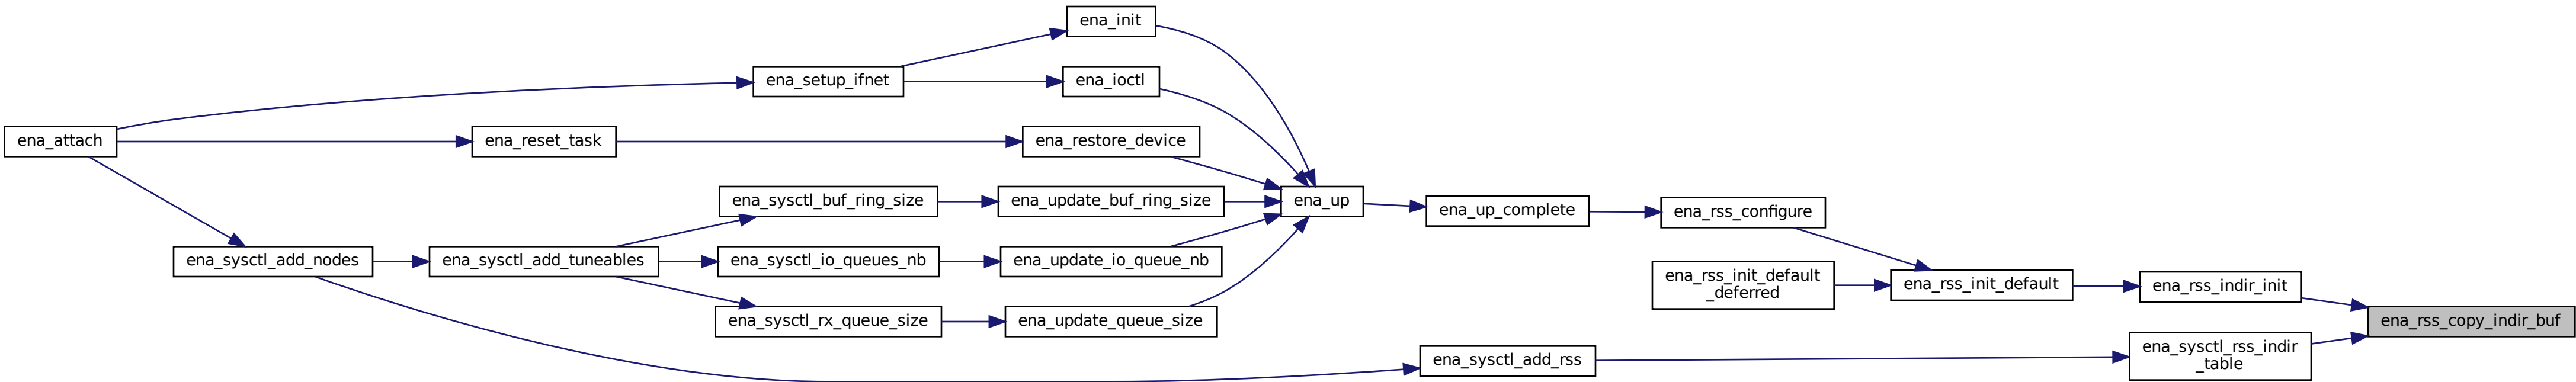 ena_init
ena_setup_ifnet
ena_ioctl
ena_attach
ena_reset_task
ena_restore_device
ena_sysctl_buf_ring_size
ena_update_buf_ring_size
ena_up
ena_up_complete
ena_rss_configure
ena_sysctl_add_nodes
ena_sysctl_add_tuneables
ena_sysctl_io_queues_nb
ena_update_io_queue_nb
ena_rss_init_default
_deferred
ena_rss_init_default
ena_rss_indir_init
ena_sysctl_rx_queue_size
ena_update_queue_size
ena_rss_copy_indir_buf
ena_sysctl_add_rss
ena_sysctl_rss_indir
_table